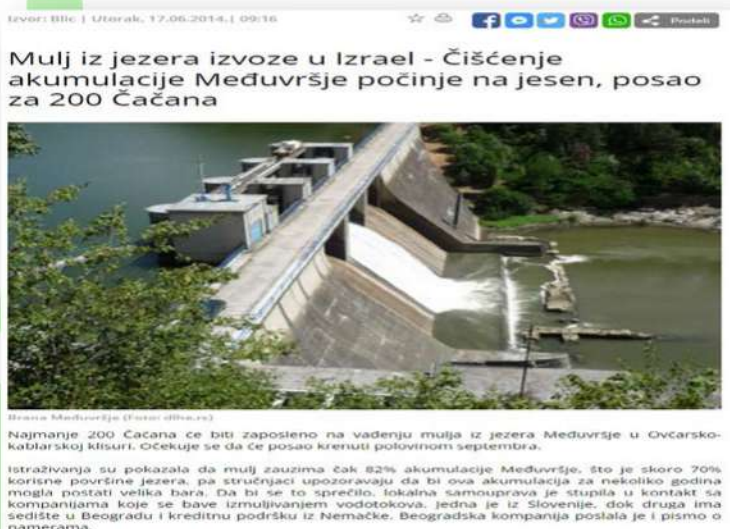 Izvor: Blic | Utorak, 17.06.2014.| 09:16
Podeli
Mulj iz jezera izvoze u Izrael - Čišćenje
akumulacije Međuvršje počinje na jesen, posao
za 200 Čačana
Brana Međuvršje (Foto: dlhe.rs)
Najmanje 200 Čačana će biti zaposleno na vađenju mulja iz jezera Međuvršje u Ovčarsko-
kablarskoj klisuri. Očekuje se da će posao krenuti polovinom septembra.
Istraživanja su pokazala da mulj zauzima čak 82% akumulacije Međuvršje, što je skoro 70%
korisne površine jezera, pa stručnjaci upozoravaju da bi ova akumulacija za nekoliko godina
mogla postati velika bara. Da bi se to sprečilo, lokalna samouprava je stupila u kontakt sa
kompanijama koje se bave izmuljivanjem vodotokova. Jedna je iz Slovenije, dok druga ima
sedište u Beogradu i kreditnu podršku iz Nemačke. Beogradska kompanija poslala je i pismo o
namerama.